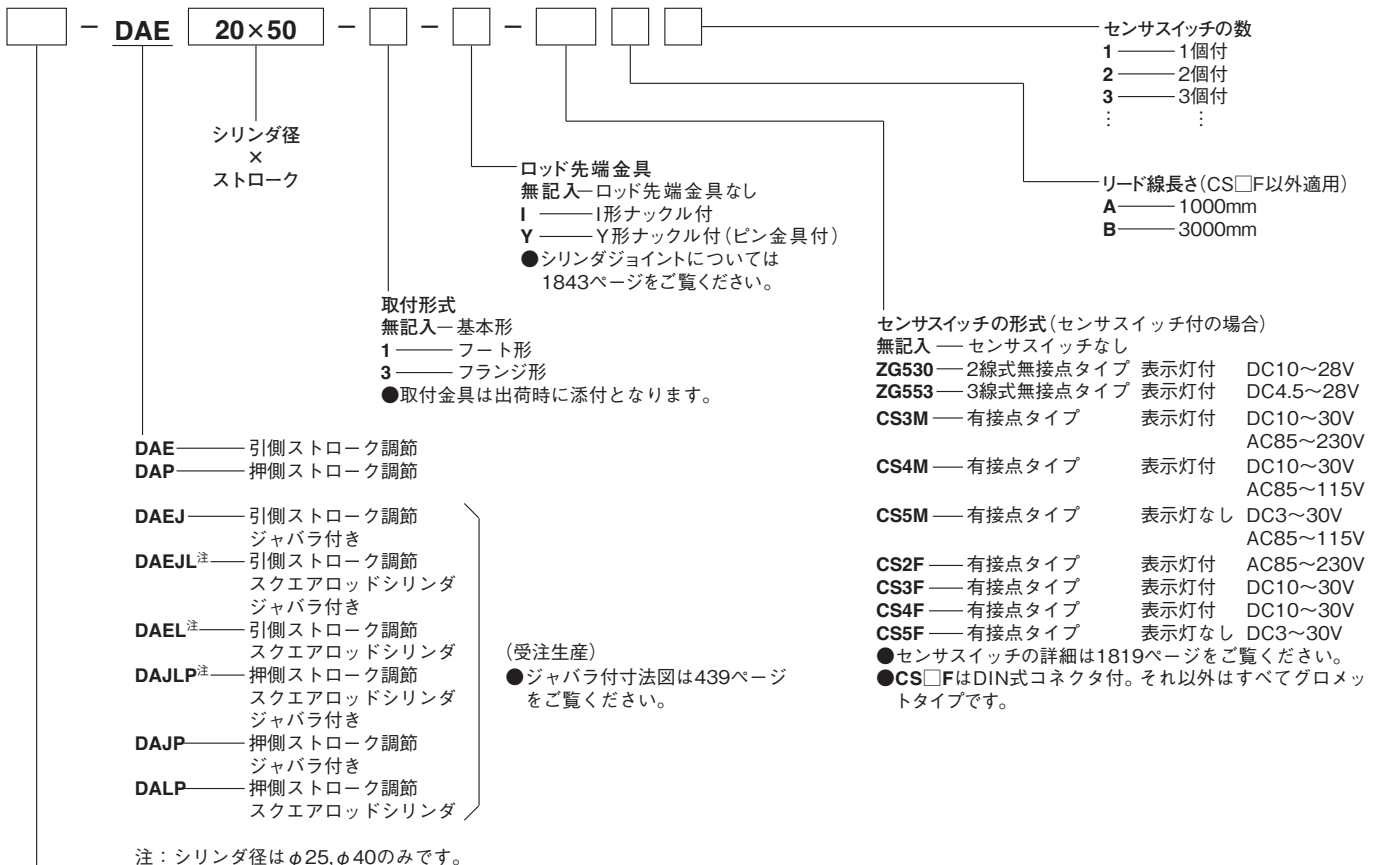 － DAE 20×50 － － －
シリンダ径
×
ストローク
センサスイッチの数
1 ――― 1個付
2 ――― 2個付
3 ――― 3個付
⋮ ⋮
リード線長さ(CS□F以外適用)
A ――― 1000mm
B ――― 3000mm
ロッド先端金具
無記入―ロッド先端金具なし
I ――― I形ナックル付
Y ――― Y形ナックル付(ピン金具付)
●シリンダジョイントについては
1843ページをご覧ください。
取付形式
無記入―基本形
1 ――― フート形
3 ――― フランジ形
●取付金具は出荷時に添付となります。
センサスイッチの形式(センサスイッチ付の場合)
無記入 ― センサスイッチなし
ZG530 ― 2線式無接点タイプ 表示灯付 DC10～28V
ZG553 ― 3線式無接点タイプ 表示灯付 DC4.5～28V
CS3M ― 有接点タイプ 表示灯付 DC10～30V
AC85～230V
CS4M ― 有接点タイプ 表示灯付 DC10～30V
AC85～115V
CS5M ― 有接点タイプ 表示灯なし DC3～30V
AC85～115V
CS2F ― 有接点タイプ 表示灯付 AC85～230V
CS3F ― 有接点タイプ 表示灯付 DC10～30V
CS4F ― 有接点タイプ 表示灯付 DC10～30V
CS5F ― 有接点タイプ 表示灯なし DC3～30V
●センサスイッチの詳細は1819ページをご覧ください。
●CS□FはDIN式コネクタ付。それ以外はすべてグロメッ
トタイプです。
DAE ――― 引側ストローク調節
DAP ――― 押側ストローク調節
DAEJ ――― 引側ストローク調節
ジャバラ付き
DAEJL注 ― 引側ストローク調節
スクエアロッドシリンダ
ジャバラ付き
DAEL注 ― 引側ストローク調節
スクエアロッドシリンダ
DAJLP注 ― 押側ストローク調節
スクエアロッドシリンダ
ジャバラ付き
DAJP ――― 押側ストローク調節
ジャバラ付き
DALP ――― 押側ストローク調節
スクエアロッドシリンダ
(受注生産)
●ジャバラ付寸法図は439ページ
をご覧ください。
注：シリンダ径はφ25,φ40のみです。